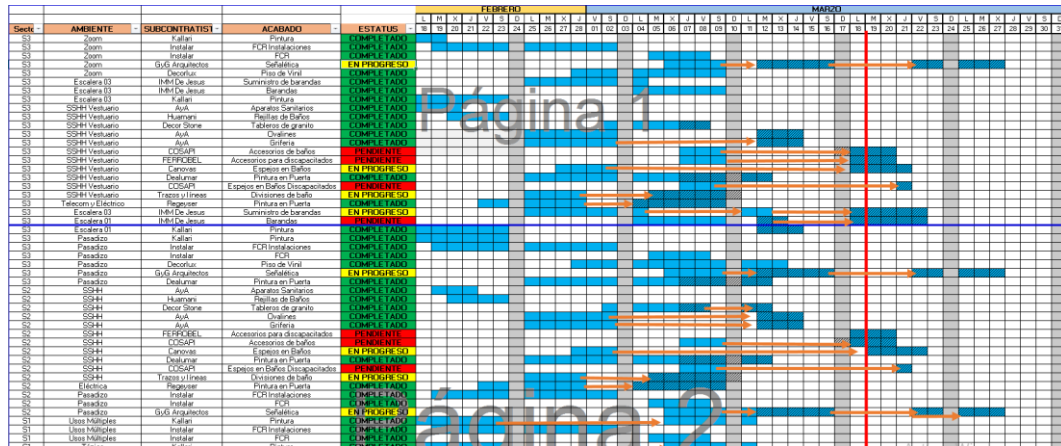 FEBRERO MARZO
L M X J V S D L M X J V S D L M X J V S D L M X J V S D L M X J V S D L M X J V S
Secto AMBIENTE SUBCONTRATIST ACABADO ESTATUS 18 19 20 21 22 23 24 25 26 27 28 01 02 03 04 05 06 07 08 09 10 11 12 13 14 15 16 17 18 19 20 21 22 23 24 25 26 27 28 29 30
S3 Zoom Kallari Pintura COMPLETADO
S3 Zoom Instalar FCR Instalaciones COMPLETADO
S3 Zoom Instalar FCR COMPLETADO
S3 Zoom GyG Arquitectos Señalética EN PROGRESO
S3 Zoom Decorlux Piso de Vinil COMPLETADO
S3 Escalera 03 IMM De Jesus Suministro de barandas COMPLETADO
S3 Escalera 03 IMM De Jesus Barandas COMPLETADO
S3 Escalera 03 Kallari Pintura COMPLETADO
S3 SSHH Vestuario AyA Aparatos Sanitarios COMPLETADO
S3 SSHH Vestuario Huamani Rejillas de Baños COMPLETADO
S3 SSHH Vestuario Decor Stone Tableros de granito COMPLETADO
S3 SSHH Vestuario AyA Ovalines COMPLETADO
S3 SSHH Vestuario AyA Griferia COMPLETADO
S3 SSHH Vestuario COSAPI Accesorios de baños PENDIENTE
S3 SSHH Vestuario FERROBEL Accesorios para discapacitados PENDIENTE
S3 SSHH Vestuario Canovas Espejos en Baños EN PROGRESO
S3 SSHH Vestuario Dealumar Pintura en Puerta COMPLETADO
S3 SSHH Vestuario COSAPI Espejos en Baños Discapacitados PENDIENTE
S3 SSHH Vestuario Trazos y líneas Divisiones de baño EN PROGRESO
S3 Telecom y Eléctrico Regeyser Pintura en Puerta COMPLETADO
S3 Escalera 03 IMM De Jesus Suministro de barandas EN PROGRESO
S3 Escalera 01 IMM De Jesus Barandas PENDIENTE
S3 Escalera 01 Kallari Pintura COMPLETADO
S3 Pasadizo Kallari Pintura COMPLETADO
S3 Pasadizo Instalar FCR Instalaciones COMPLETADO
S3 Pasadizo Instalar FCR COMPLETADO
S3 Pasadizo Decorlux Piso de Vinil COMPLETADO
S3 Pasadizo GyG Arquitectos Señalética EN PROGRESO
S3 Pasadizo Dealumar Pintura en Puerta COMPLETADO
S2 SSHH AyA Aparatos Sanitarios COMPLETADO
S2 SSHH Huamani Rejillas de Baños COMPLETADO
S2 SSHH Decor Stone Tableros de granito COMPLETADO
S2 SSHH AyA Ovalines COMPLETADO
S2 SSHH AyA Griferia COMPLETADO
S2 SSHH FERROBEL Accesorios para discapacitados PENDIENTE
S2 SSHH COSAPI Accesorios de baños PENDIENTE
S2 SSHH Canovas Espejos en Baños EN PROGRESO
S2 SSHH Dealumar Pintura en Puerta COMPLETADO
S2 SSHH COSAPI Espejos en Baños Discapacitados PENDIENTE
S2 SSHH Trazos y líneas Divisiones de baño EN PROGRESO
S2 Eléctrica Regeyser Pintura en Puerta COMPLETADO
S2 Pasadizo Instalar FCR Instalaciones COMPLETADO
S2 Pasadizo Instalar FCR COMPLETADO
S2 Pasadizo GyG Arquitectos Señalética EN PROGRESO
S1 Usos Múltiples Kallari Pintura COMPLETADO
S1 Usos Múltiples Instalar FCR Instalaciones COMPLETADO
S1 Usos Múltiples Instalar FCR COMPLETADO
Página 1
ágina 2